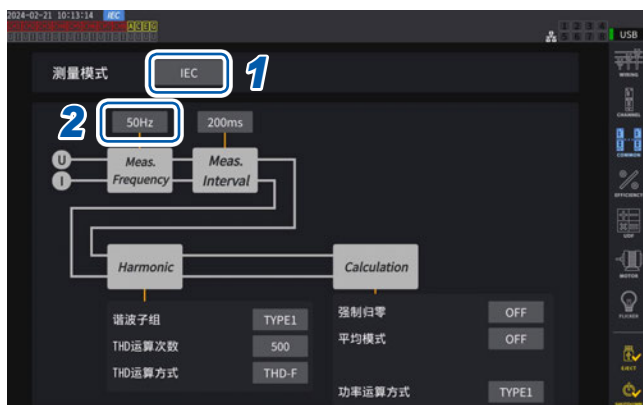 2024-02-21 10:13:14 IEC
USB
测量模式 IEC 1
WIRING
CHANNEL
2 50Hz 200ms
COMMON
U
I
Meas. Frequency
Meas. Interval
EFFICIENCY
UDF
Harmonic
Calculation
MOTOR
谐波子组 TYPE1
强制归零 OFF
FLICKER
THD运算次数 500
平均模式 OFF
THD运算方式 THD-F
功率运算方式 TYPE1
EASY